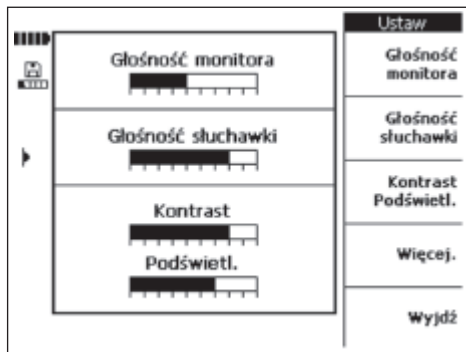 Ustaw
Głośność monitora
Głośność słuchawki
Kontrast
Podświetl.
Głośność
monitora
Głośność
słuchawki
Kontrast
Podświetl.
Więcej.
Wyjdź